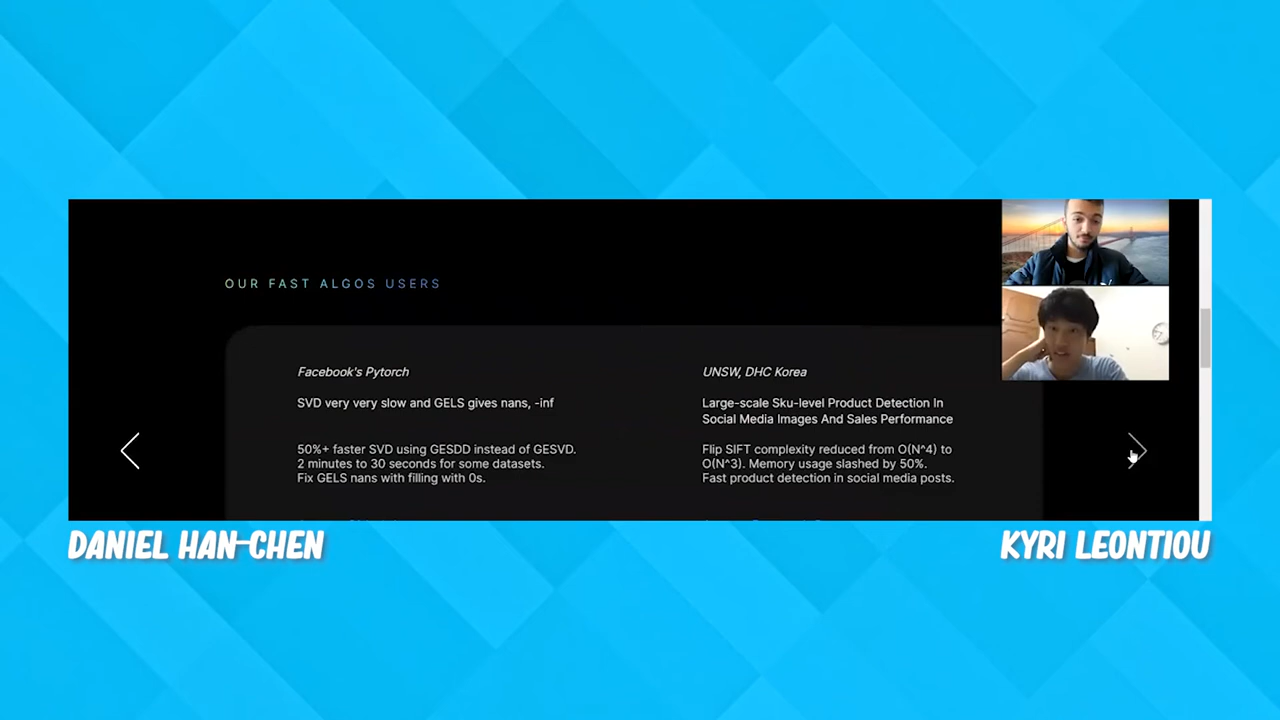 OUR FAST ALGOS USERS
Facebook's Pytorch
SVD very very slow and GELS gives nans, -inf
50%+ faster SVD using GESDD instead of GESVD.
2 minutes to 30 seconds for some datasets.
Fix GELS nans with filling with 0s.
UNSW, DHC Korea
Large-scale Sku-level Product Detection In
Social Media Images And Sales Performance
Flip SIFT complexity reduced from O(N^4) to
O(N^3). Memory usage slashed by 50%.
Fast product detection in social media posts.
DANIEL HAN-CHEN
KYRI LEONTIOU